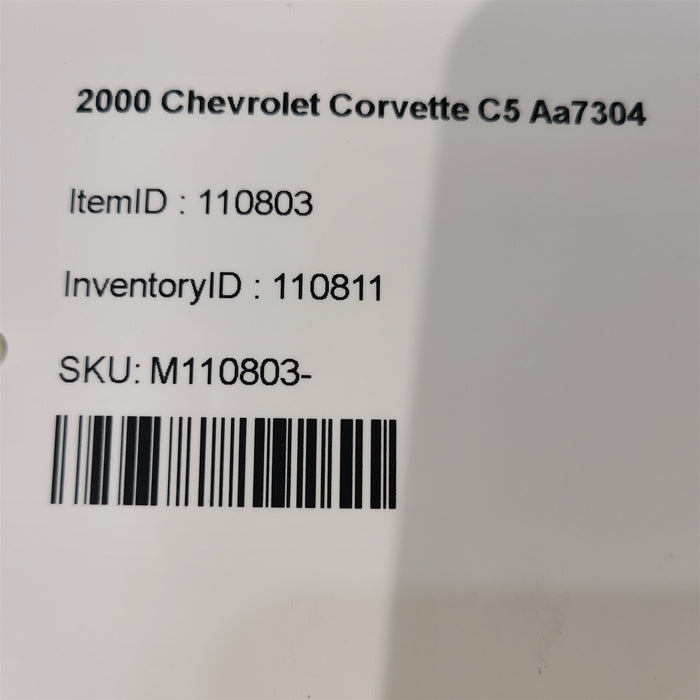 2000 Chevrolet Corvette C5 Aa7304
ItemID : 110803
InventoryID : 110811
SKU: M110803-